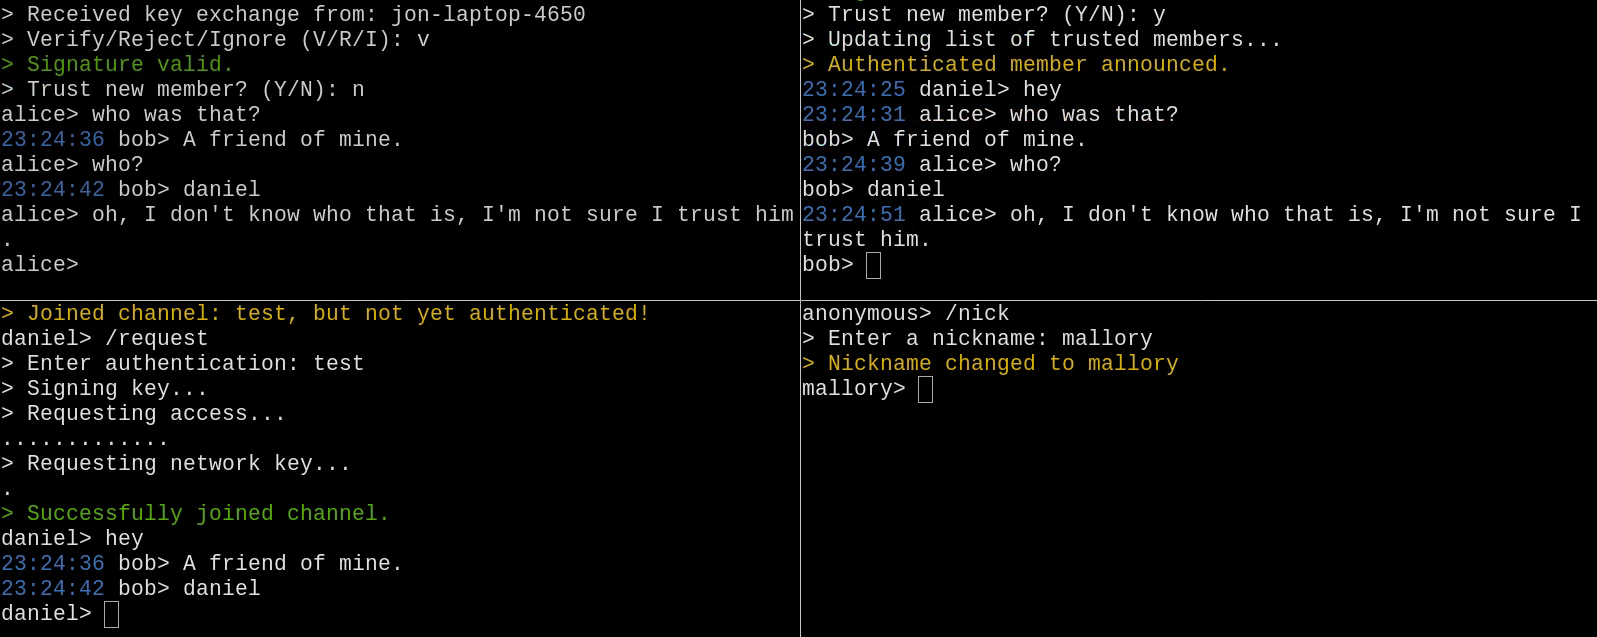 > Received key exchange from: jon-laptop-4650
> Verify/Reject/Ignore (V/R/I): v
> Signature valid.
> Trust new member? (Y/N): n
alice> who was that?
23:24:36 bob> A friend of mine.
alice> who?
23:24:42 bob> daniel
alice> oh, I don't know who that is, I'm not sure I trust him
.
alice>
> Trust new member? (Y/N): y
> Updating list of trusted members...
> Authenticated member announced.
23:24:25 daniel> hey
23:24:31 alice> who was that?
bob> A friend of mine.
23:24:39 alice> who?
bob> daniel
23:24:51 alice> oh, I don't know who that is, I'm not sure I
trust him.
bob>
> Joined channel: test, but not yet authenticated!
daniel> /request
> Enter authentication: test
> Signing key...
> Requesting access...
.............
> Requesting network key...
.
> Successfully joined channel.
daniel> hey
23:24:36 bob> A friend of mine.
23:24:42 bob> daniel
daniel>
anonymous> /nick
> Enter a nickname: mallory
> Nickname changed to mallory
mallory>